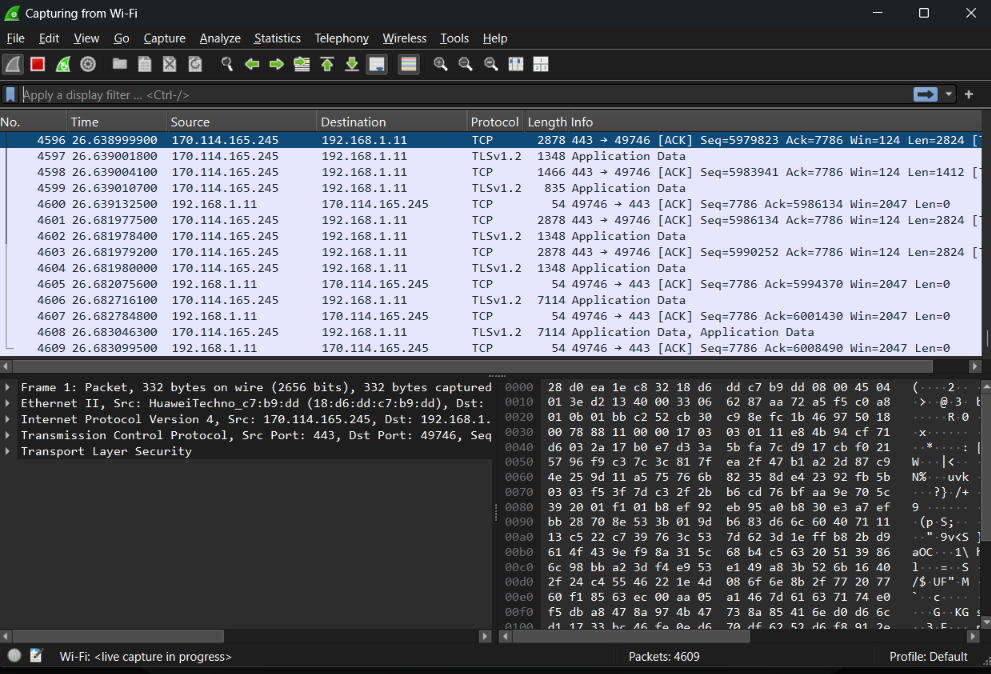 Capturing from Wi-Fi
File Edit View Go Capture Analyze Statistics Telephony Wireless Tools Help
Apply a display filter ... <Ctrl-/>
No. Time Source Destination Protocol Length Info
4596 26.638999900 170.114.165.245 192.168.1.11 TCP 2878 443 → 49746 [ACK] Seq=5979823 Ack=7786 Win=124 Len=2824 [
4597 26.639001800 170.114.165.245 192.168.1.11 TLSv1.2 1348 Application Data
4598 26.639004100 170.114.165.245 192.168.1.11 TCP 1466 443 → 49746 [ACK] Seq=5983941 Ack=7786 Win=124 Len=1412 [
4599 26.639010700 170.114.165.245 192.168.1.11 TLSv1.2 835 Application Data
4600 26.639132500 192.168.1.11 170.114.165.245 TCP 54 49746 → 443 [ACK] Seq=7786 Ack=5986134 Win=2047 Len=0
4601 26.681977500 170.114.165.245 192.168.1.11 TCP 2878 443 → 49746 [ACK] Seq=5986134 Ack=7786 Win=124 Len=2824 [
4602 26.681978400 170.114.165.245 192.168.1.11 TLSv1.2 1348 Application Data
4603 26.681979200 170.114.165.245 192.168.1.11 TCP 2878 443 → 49746 [ACK] Seq=5990252 Ack=7786 Win=124 Len=2824 [
4604 26.681980000 170.114.165.245 192.168.1.11 TLSv1.2 1348 Application Data
4605 26.682075600 192.168.1.11 170.114.165.245 TCP 54 49746 → 443 [ACK] Seq=7786 Ack=5994370 Win=2047 Len=0
4606 26.682716100 170.114.165.245 192.168.1.11 TLSv1.2 7114 Application Data
4607 26.682784800 192.168.1.11 170.114.165.245 TCP 54 49746 → 443 [ACK] Seq=7786 Ack=6001430 Win=2047 Len=0
4608 26.683046300 170.114.165.245 192.168.1.11 TLSv1.2 7114 Application Data, Application Data
4609 26.683099500 192.168.1.11 170.114.165.245 TCP 54 49746 → 443 [ACK] Seq=7786 Ack=6008490 Win=2047 Len=0
Frame 1: Packet, 332 bytes on wire (2656 bits), 332 bytes captured
Ethernet II, Src: HuaweiTechno_c7:b9:dd (18:d6:dd:c7:b9:dd), Dst:
Internet Protocol Version 4, Src: 170.114.165.245, Dst: 192.168.1.
Transmission Control Protocol, Src Port: 443, Dst Port: 49746, Seq
Transport Layer Security
0000 28 d0 ea 1e c8 32 18 d6 dd c7 b9 dd 08 00 45 04 (····2··
0010 01 3e d2 13 40 00 33 06 62 87 aa 72 a5 f5 c0 a8 ·>··@·3· b
0020 01 0b 01 bb c2 52 cb 30 c9 8e fc 1b 46 97 50 18 ·····R·0
0030 00 78 88 11 00 00 17 03 03 01 11 e8 4b 94 cf 71 ·x······
0040 d6 03 2a 17 b0 e7 d3 3a 5b fa 7c d9 17 cb f0 21 ··*····: [
0050 57 96 f9 c3 7c 3c 81 7f ea 2f 47 b1 a2 2d 87 c9 W···|<··
0060 4e 25 9d 11 a5 75 76 6b 82 35 8d e4 23 92 fb 5b N%···uvk
0070 03 03 f5 3f 7d c3 2f 2b b6 cd 76 bf aa 9e 70 5c ···?}·/+
0080 39 20 01 f1 01 b8 ef 92 eb 95 a0 b8 30 e3 a7 ef 9 ······
0090 bb 28 70 8e 53 3b 01 9d b6 83 d6 6c 60 40 71 11 ·(p·S;··
00a0 13 c5 22 c7 39 76 3c 53 7d 62 3d 1e ff b8 2b d9 ··"·9v<S }
00b0 61 4f 43 9e f9 8a 31 5c 68 b4 c5 63 20 51 39 86 aOC···1\ h
00c0 6c 98 bb a2 3d f4 e9 53 e1 49 a8 3b 52 6b 16 40 l···=··S
00d0 2f 24 c4 55 46 22 1e 4d 08 6f 6e 8b 2f 77 20 77 /$·UF"·M
00e0 60 f1 85 63 ec 00 aa 05 a1 46 7d 61 63 71 74 e0 `··c····
00f0 f5 db a8 47 8a 97 4b 47 73 8a 85 41 6e d0 d6 6c ···G··KG s
0100 d1 17 33 bc 46 fe 0e d6 70 df 62 52 d6 f8 91 2e ··3·F···
Wi-Fi: <live capture in progress> Packets: 4609 Profile: Default